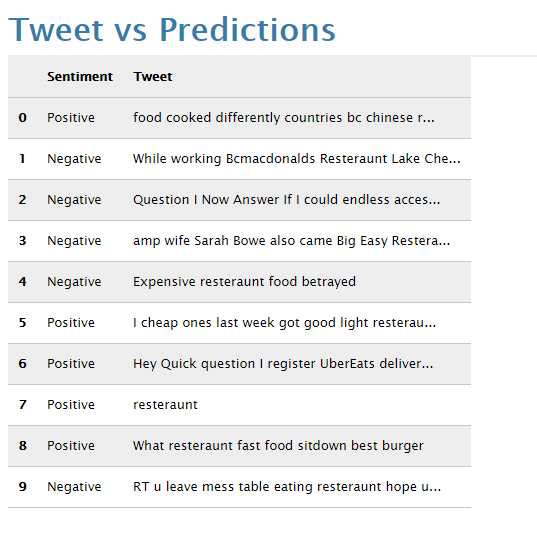 Tweet vs Predictions
Sentiment Tweet
0 Positive food cooked differently countries bc chinese r...
1 Negative While working Bcmacdonalds Resteraunt Lake Che...
2 Negative Question I Now Answer If I could endless acces...
3 Negative amp wife Sarah Bowe also came Big Easy Restera...
4 Negative Expensive resteraunt food betrayed
5 Positive I cheap ones last week got good light resterau...
6 Positive Hey Quick question I register UberEats deliver...
7 Positive resteraunt
8 Positive What resteraunt fast food sitdown best burger
9 Negative RT u leave mess table eating resteraunt hope u...